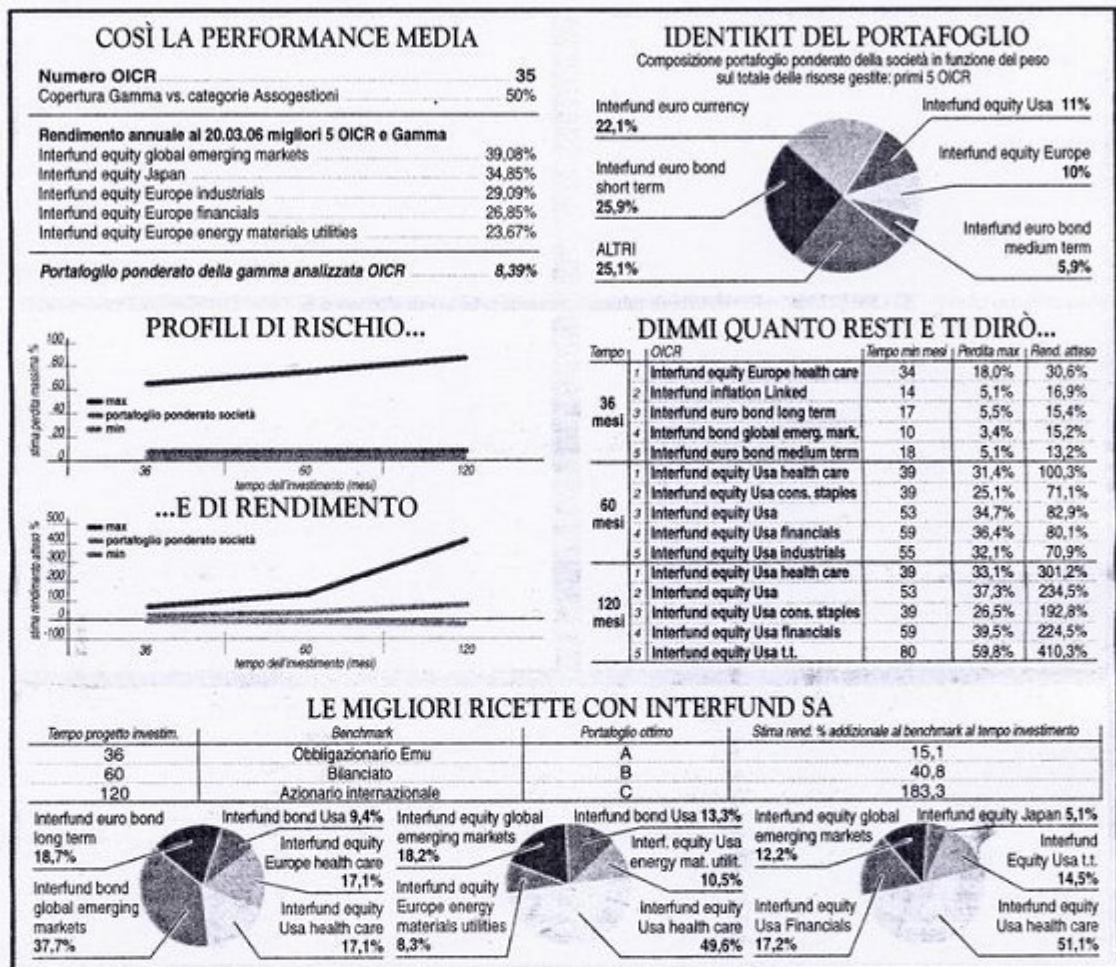 COSÌ LA PERFORMANCE MEDIA
Numero OICR 35
Copertura Gamma vs. categorie Assogestioni 50%
Rendimento annuale al 20.03.06 migliori 5 OICR e Gamma
Interfund equity global emerging markets 39,08%
Interfund equity Japan 34,85%
Interfund equity Europe industrials 29,09%
Interfund equity Europe financials 26,85%
Interfund equity Europe energy materials utilities 23,67%
Portafoglio ponderato della gamma analizzata OICR 8,39%
IDENTIKIT DEL PORTAFOGLIO
Composizione portafoglio ponderato della società in funzione del peso
sul totale delle risorse gestite: primi 5 OICR
Interfund euro currency
22,1%
Interfund equity Usa 11%
Interfund equity Europe
10%
Interfund euro bond
short term
25,9%
Interfund euro bond
medium term
5,9%
ALTRI
25,1%
PROFILI DI RISCHIO...
stima perdita massima %
100
80
60
40
20
0
max
portafoglio ponderato società
min
36 60 120
tempo dell'investimento (mesi)
...E DI RENDIMENTO
stima rendimento atteso %
500
400
300
200
100
0
-100
max
portafoglio ponderato società
min
36 60 120
tempo dell'investimento (mesi)
DIMMI QUANTO RESTI E TI DIRÒ...
Tempo OICR Tempo min mesi Perdita max Rend. atteso
36 mesi
1 Interfund equity Europe health care 34 18,0% 30,6%
2 Interfund inflation Linked 14 5,1% 16,9%
3 Interfund euro bond long term 17 5,5% 15,4%
4 Interfund bond global emerg. mark. 10 3,4% 15,2%
5 Interfund euro bond medium term 18 5,1% 13,2%
60 mesi
1 Interfund equity Usa health care 39 31,4% 100,3%
2 Interfund equity Usa cons. staples 39 25,1% 71,1%
3 Interfund equity Usa 53 34,7% 82,9%
4 Interfund equity Usa financials 59 36,4% 80,1%
5 Interfund equity Usa industrials 55 32,1% 70,9%
120 mesi
1 Interfund equity Usa health care 39 33,1% 301,2%
2 Interfund equity Usa 53 37,3% 234,5%
3 Interfund equity Usa cons. staples 39 26,5% 192,8%
4 Interfund equity Usa financials 59 39,5% 224,5%
5 Interfund equity Usa t.t. 80 59,8% 410,3%
LE MIGLIORI RICETTE CON INTERFUND SA
Tempo progetto investim. Benchmark Portafoglio ottimo Stima rend. % addizionale al benchmark al tempo investimento
36 Obbligazionario Emu A 15,1
60 Bilanciato B 40,8
120 Azionario internazionale C 183,3
Interfund euro bond
long term
18,7%
Interfund bond Usa 9,4%
Interfund equity
Europe health care
17,1%
Interfund bond
global emerging
markets
37,7%
Interfund equity
Usa health care
17,1%
Interfund equity global
emerging markets
18,2%
Interfund bond Usa 13,3%
Interf. equity Usa
energy mat. utilit.
10,5%
Interfund equity
Europe energy
materials utilities
8,3%
Interfund equity
Usa health care
49,6%
Interfund equity global
emerging markets
12,2%
Interfund equity Japan 5,1%
Interfund
Equity Usa t.t.
14,5%
Interfund equity
Usa Financials
17,2%
Interfund equity
Usa health care
51,1%